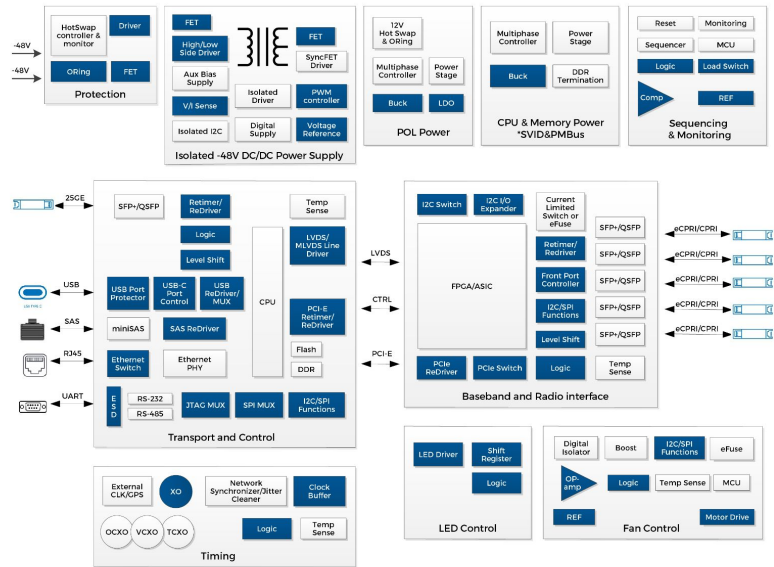 HotSwap
controller &
monitor
Driver
-48V
-48V
ORing
FET
Protection
FET
High/Low
Side Driver
Aux Bias
Supply
V/I Sense
Isolated I2C
Isolated
Driver
Digital
Supply
FET
SyncFET
Driver
PWM
controller
Voltage
Reference
Isolated -48V DC/DC Power Supply
12V
Hot Swap
& ORing
Multiphase
Controller
Power
Stage
Buck
LDO
POL Power
Multiphase
Controller
Power
Stage
Buck
DDR
Termination
CPU & Memory Power
*SVID&PMBus
Reset
Monitoring
Sequencer
MCU
Logic
Load Switch
Comp
REF
Sequencing
& Monitoring
25GE
USB
SAS
RJ45
UART
SFP+/QSFP
Retimer/
ReDriver
Temp
Sense
Logic
LVDS/
MLVDS Line
Driver
Level Shift
USB Port
Protector
USB-C
Port
Control
USB
ReDriver/
MUX
CPU
PCI-E
Retimer/
ReDriver
miniSAS
SAS ReDriver
Flash
Ethernet
Switch
Ethernet
PHY
DDR
ESD
RS-232
RS-485
JTAG MUX
SPI MUX
I2C/SPI
Functions
Transport and Control
LVDS
CTRL
PCI-E
I2C Switch
I2C I/O
Expander
Current
Limited
Switch or
eFuse
SFP+/QSFP
FPGA/ASIC
Retimer/
Redriver
SFP+/QSFP
Front Port
Controller
SFP+/QSFP
I2C/SPI
Functions
SFP+/QSFP
Level Shift
SFP+/QSFP
PCIe
ReDriver
PCIe Switch
Logic
Temp
Sense
Baseband and Radio interface
eCPRI/CPRI
eCPRI/CPRI
eCPRI/CPRI
eCPRI/CPRI
eCPRI/CPRI
External
CLK/GPS
XO
Network
Synchronizer/Jitter
Cleaner
Clock
Buffer
OCXO
VCXO
TCXO
Logic
Temp
Sense
Timing
LED Driver
Shift
Register
Logic
LED Control
Digital
Isolator
Boost
I2C/SPI
Functions
eFuse
OP-
amp
Logic
Temp Sense
MCU
REF
Motor Drive
Fan Control